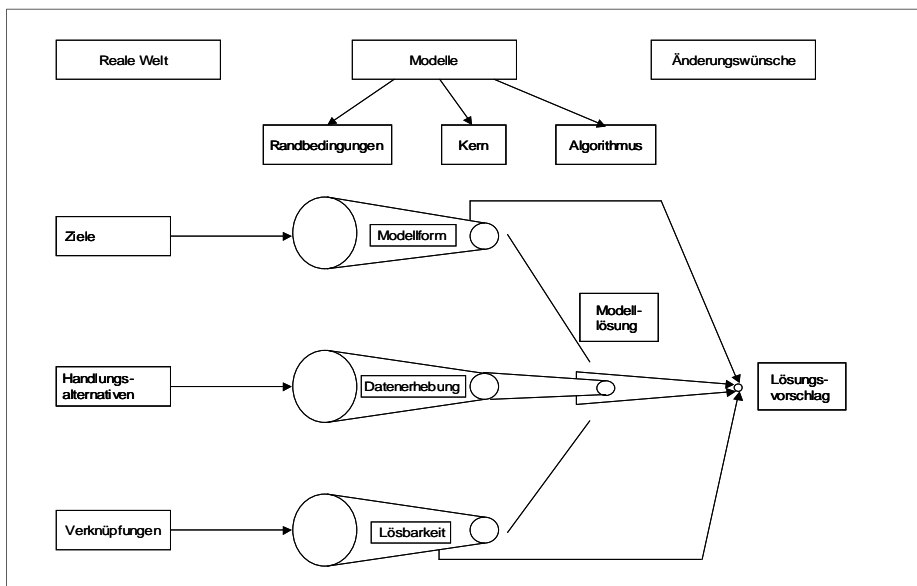 Reale Welt
Modelle
Änderungswünsche
Randbedingungen
Kern
Algorithmus
Ziele
Modellform
Modell-
lösung
Handlungs-
alternativen
Datenerhebung
Lösungs-
vorschlag
Verknüpfungen
Lösbarkeit